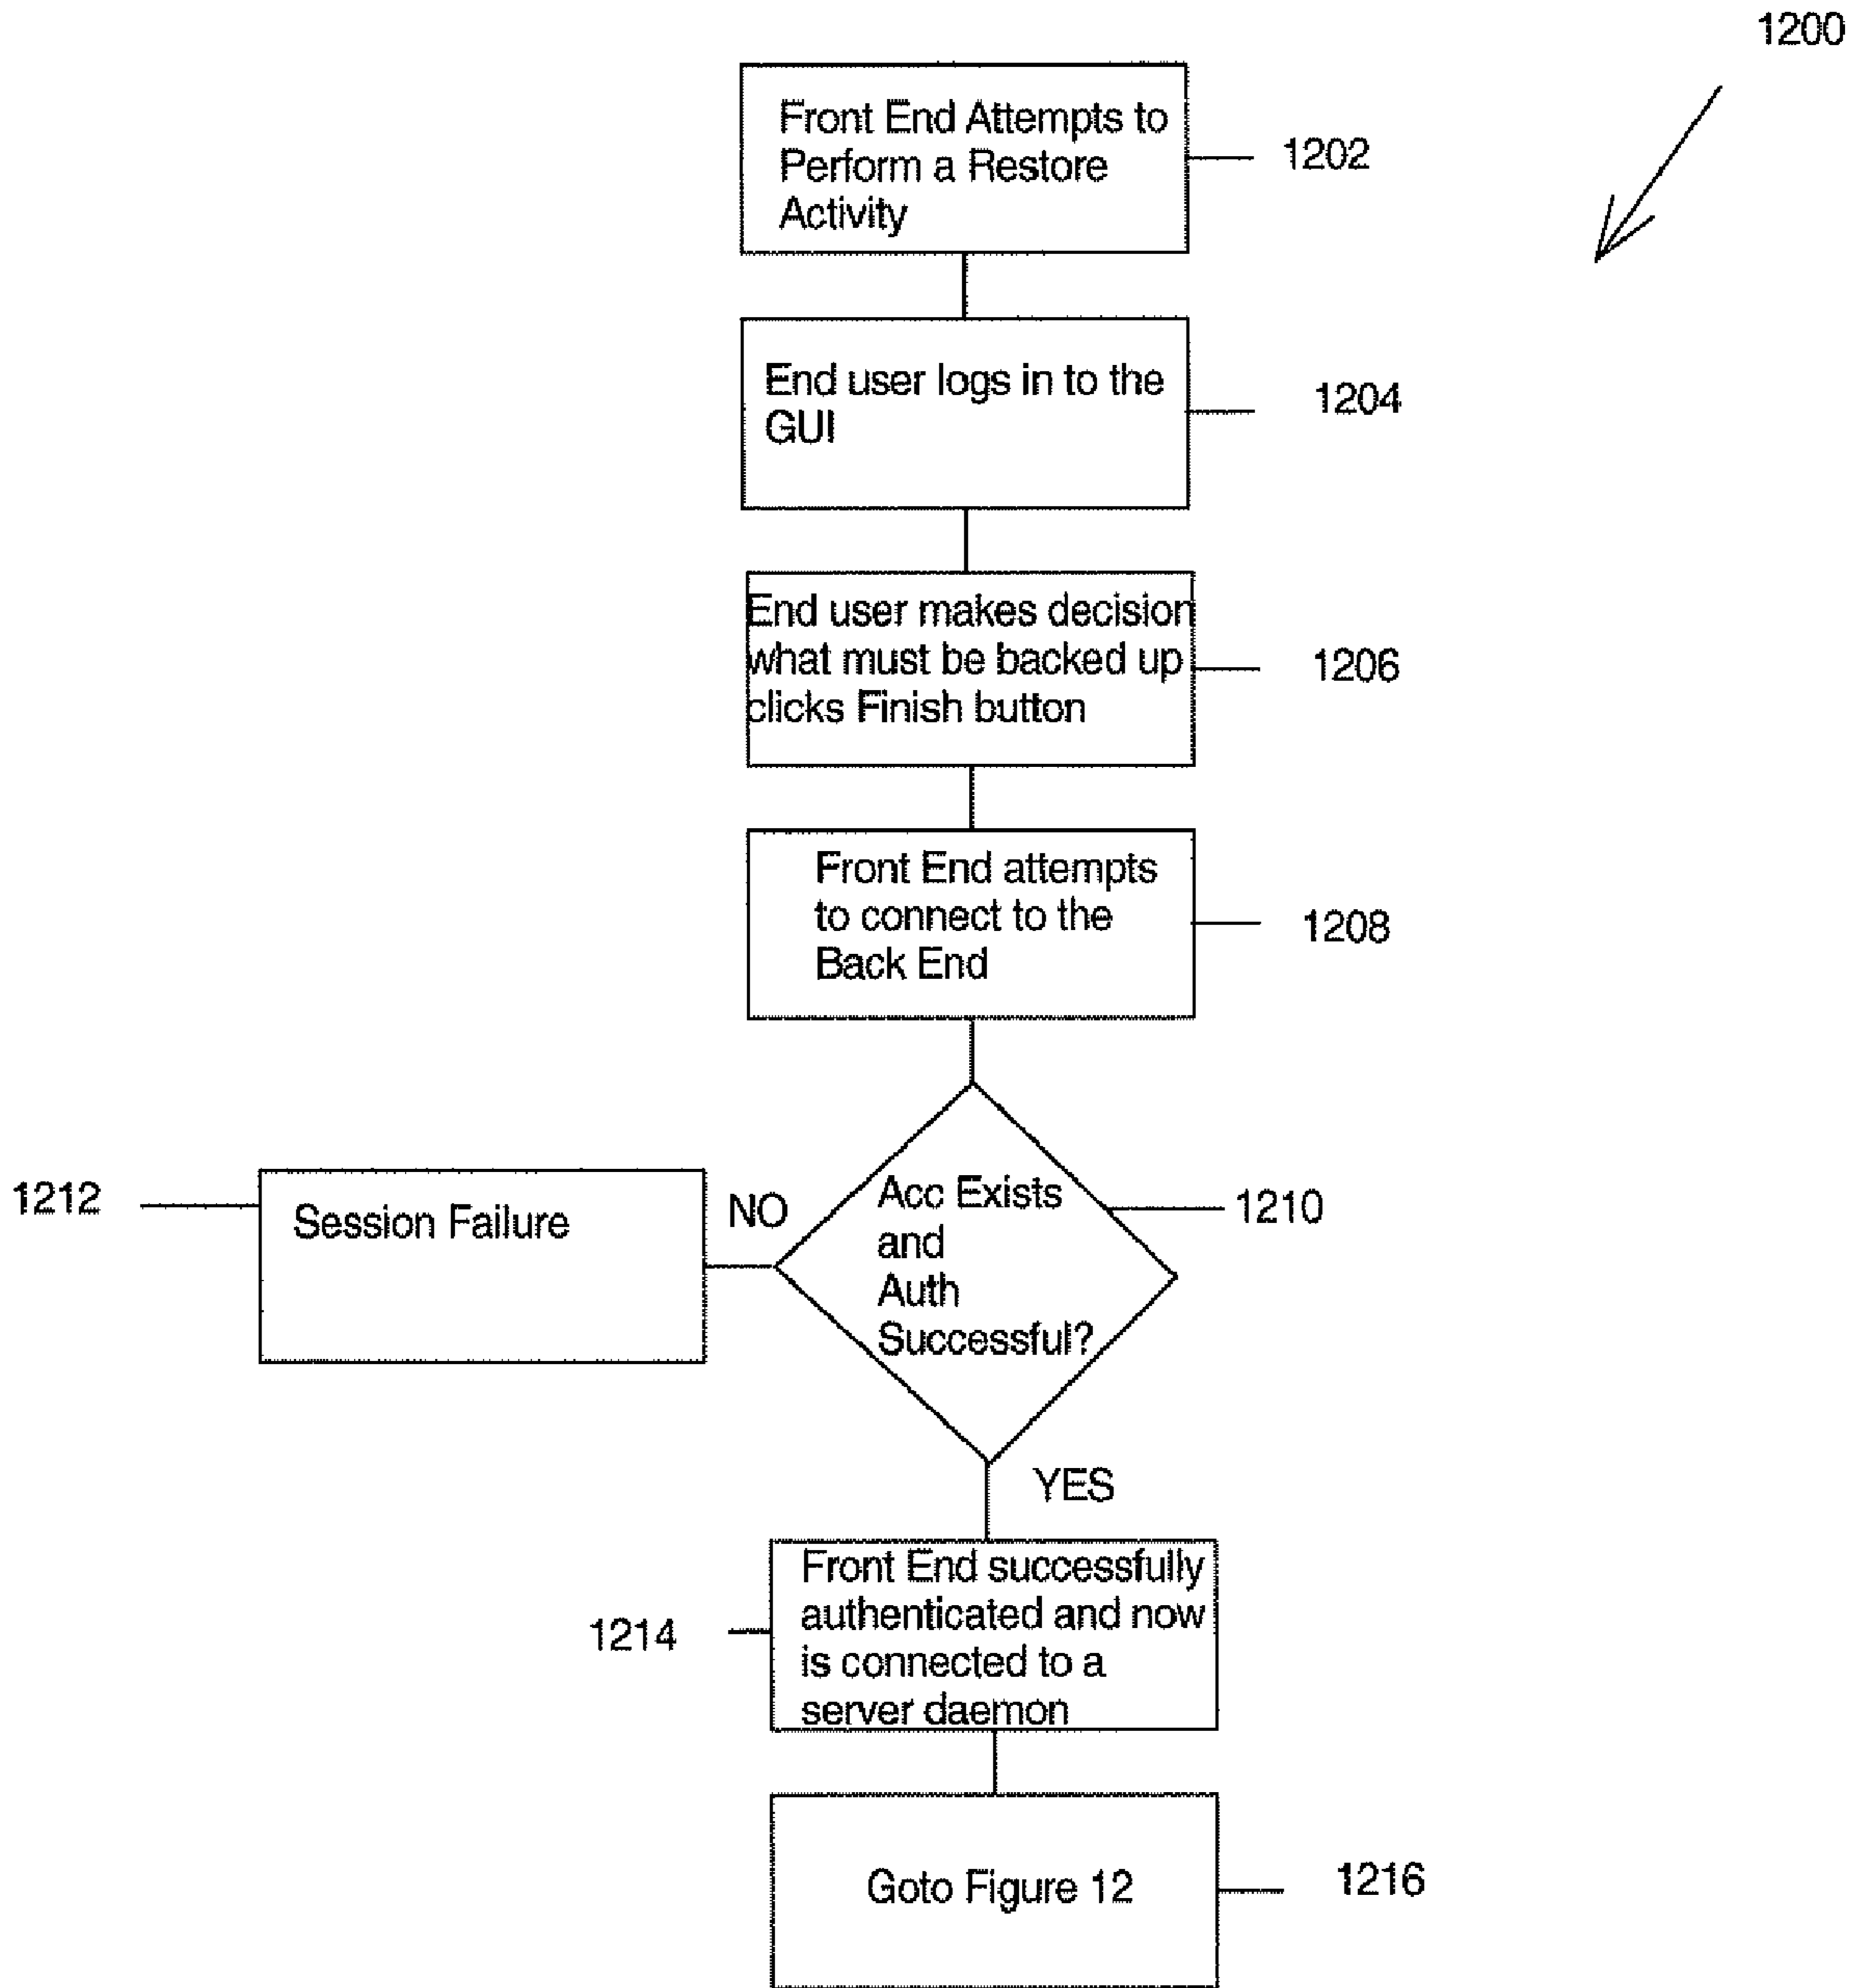 1200
Front End Attempts to
Perform a Restore
Activity
1202
End user logs in to the
GUI
1204
End user makes decision
what must be backed up
clicks Finish button
1206
Front End attempts
to connect to the
Back End
1208
1212
Session Failure
NO
Acc Exists
and
Auth
Successful?
1210
YES
1214
Front End successfully
authenticated and now
is connected to a
server daemon
Goto Figure 12
1216